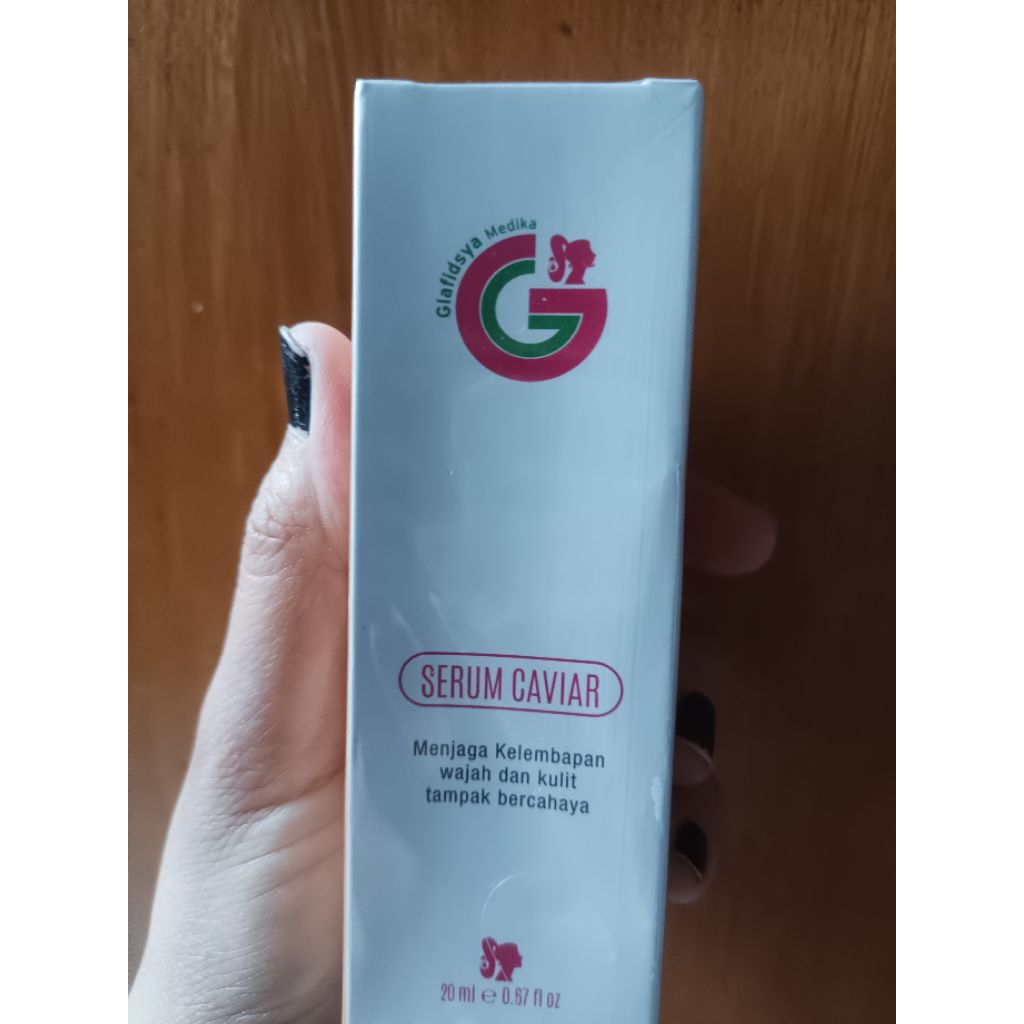 Glafidsya Medika
SERUM CAVIAR
Menjaga Kelembapan
wajah dan kulit
tampak bercahaya
20 ml ℮ 0.67 fl oz